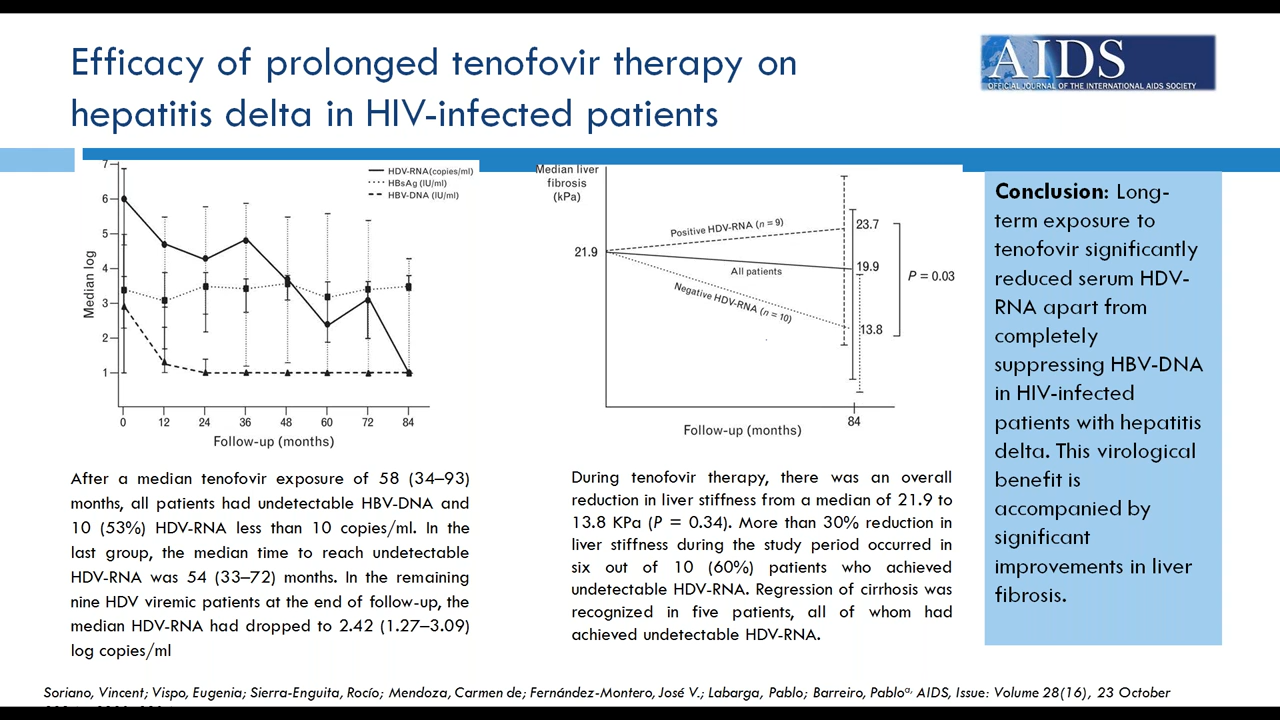 Efficacy of prolonged tenofovir therapy on
hepatitis delta in HIV-infected patients
AIDS
OFFICIAL JOURNAL OF THE INTERNATIONAL AIDS SOCIETY
7
6
5
4
3
2
1
Median log
HDV-RNA(copies/ml)
HBsAg (IU/ml)
HBV-DNA (IU/ml)
0 12 24 36 48 60 72 84
Follow-up (months)
Median liver
fibrosis
(kPa)
21.9
Positive HDV-RNA (n = 9)
All patients
Negative HDV-RNA (n = 10)
23.7
19.9
13.8
P = 0.03
84
Follow-up (months)
After a median tenofovir exposure of 58 (34–93)
months, all patients had undetectable HBV-DNA and
10 (53%) HDV-RNA less than 10 copies/ml. In the
last group, the median time to reach undetectable
HDV-RNA was 54 (33–72) months. In the remaining
nine HDV viremic patients at the end of follow-up, the
median HDV-RNA had dropped to 2.42 (1.27–3.09)
log copies/ml
During tenofovir therapy, there was an overall
reduction in liver stiffness from a median of 21.9 to
13.8 KPa (P = 0.34). More than 30% reduction in
liver stiffness during the study period occurred in
six out of 10 (60%) patients who achieved
undetectable HDV-RNA. Regression of cirrhosis was
recognized in five patients, all of whom had
achieved undetectable HDV-RNA.
Conclusion: Long-
term exposure to
tenofovir significantly
reduced serum HDV-
RNA apart from
completely
suppressing HBV-DNA
in HIV-infected
patients with hepatitis
delta. This virological
benefit is
accompanied by
significant
improvements in liver
fibrosis.
Soriano, Vincent; Vispo, Eugenia; Sierra-Enguita, Rocío; Mendoza, Carmen de; Fernández-Montero, José V.; Labarga, Pablo; Barreiro, Pabloa, AIDS, Issue: Volume 28(16), 23 October